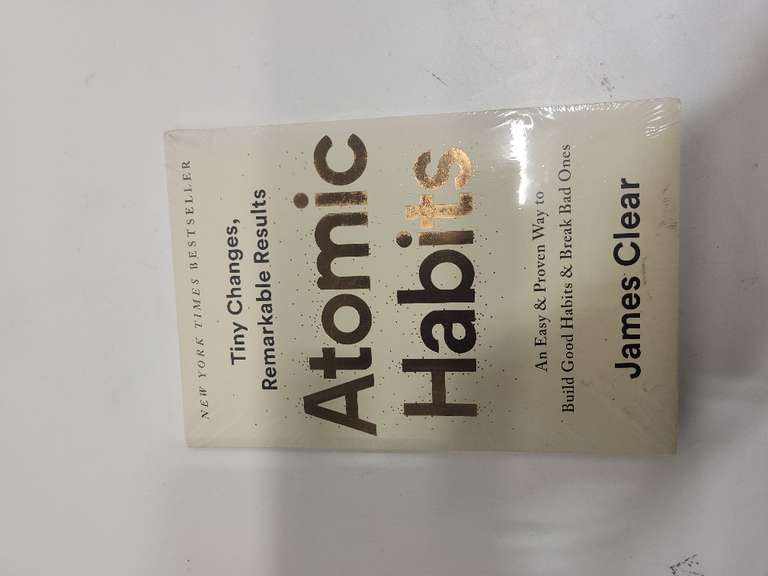 NEW YORK TIMES BESTSELLER
Tiny Changes,
Remarkable Results
Atomic
Habits
An Easy & Proven Way to
Build Good Habits & Break Bad Ones
James Clear